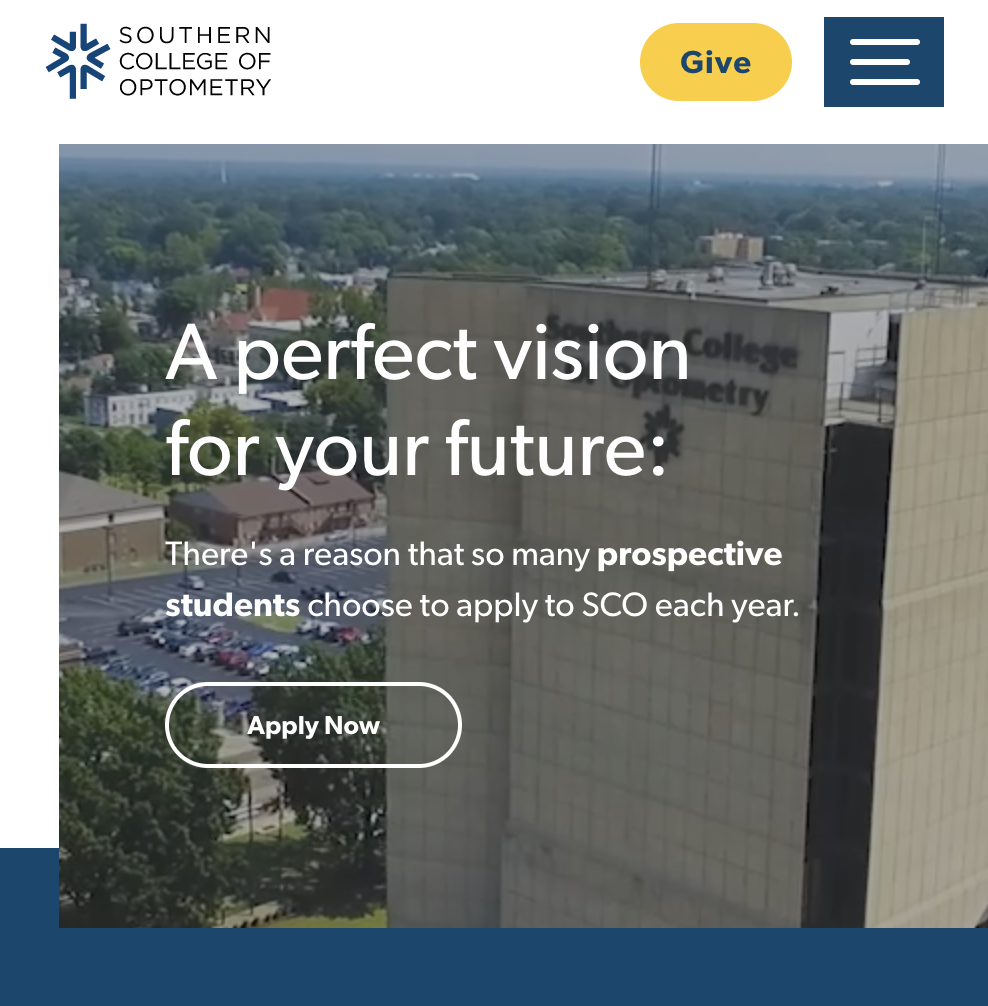 SOUTHERN
COLLEGE OF
OPTOMETRY
Give
Southern College
of Optometry
A perfect vision
for your future:
There's a reason that so many prospective
students choose to apply to SCO each year.
Apply Now